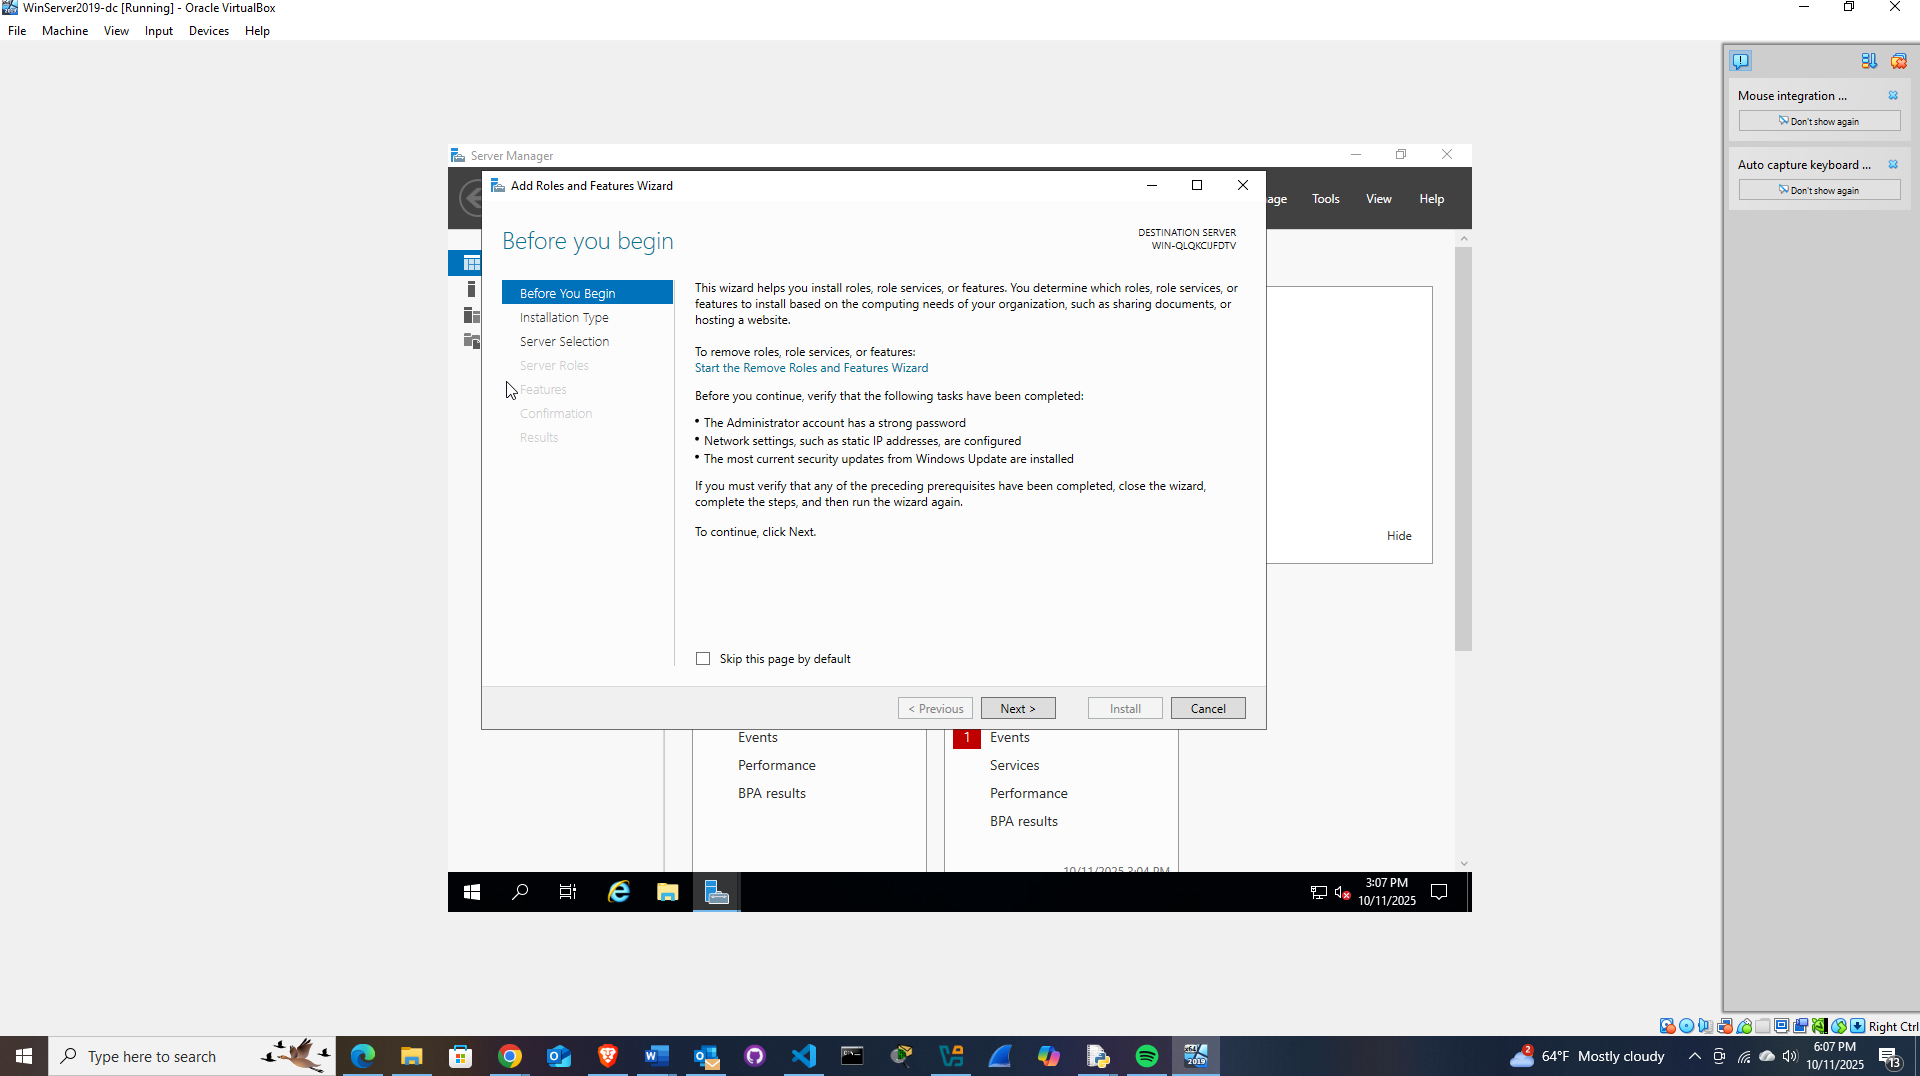 WinServer2019-dc [Running] - Oracle VirtualBox
File Machine View Input Devices Help
Mouse integration ...
Don't show again
Auto capture keyboard ...
Don't show again
Server Manager
Tools View Help
Add Roles and Features Wizard
Before you begin
DESTINATION SERVER
WIN-QLQKCIJFDTV
Before You Begin
Installation Type
Server Selection
Server Roles
Features
Confirmation
Results
This wizard helps you install roles, role services, or features. You determine which roles, role services, or
features to install based on the computing needs of your organization, such as sharing documents, or
hosting a website.
To remove roles, role services, or features:
Start the Remove Roles and Features Wizard
Before you continue, verify that the following tasks have been completed:
• The Administrator account has a strong password
• Network settings, such as static IP addresses, are configured
• The most current security updates from Windows Update are installed
If you must verify that any of the preceding prerequisites have been completed, close the wizard,
complete the steps, and then run the wizard again.
To continue, click Next.
Skip this page by default
< Previous Next > Install Cancel
Hide
Events
Performance
BPA results
1 Events
Services
Performance
BPA results
10/11/2025 3:04 PM
3:07 PM
10/11/2025
Right Ctrl
Type here to search
2
64°F Mostly cloudy
6:07 PM
10/11/2025
13